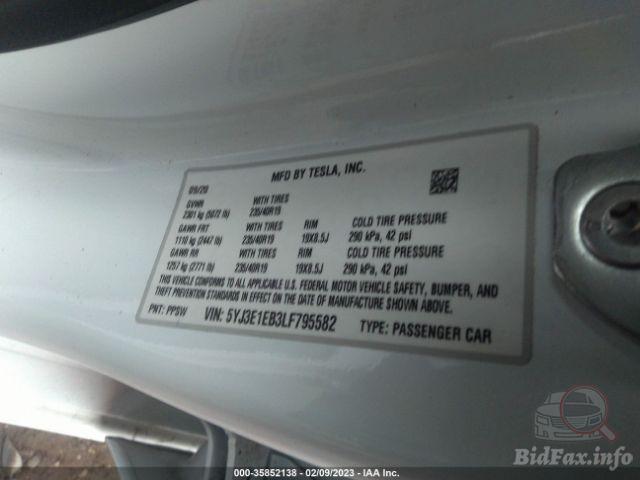 MFD BY TESLA, INC.
09/20
GVWR WITH TIRES
2301 kg (5072 lb) 235/40R19
GAWR FRT WITH TIRES RIM COLD TIRE PRESSURE
1110 kg (2447 lb) 235/40R19 19X8.5J 290 kPa, 42 psi
GAWR RR WITH TIRES RIM COLD TIRE PRESSURE
1257 kg (2771 lb) 235/40R19 19X8.5J 290 kPa, 42 psi
THIS VEHICLE CONFORMS TO ALL APPLICABLE U.S. FEDERAL MOTOR VEHICLE SAFETY, BUMPER, AND
THEFT PREVENTION STANDARDS IN EFFECT ON THE DATE OF MANUFACTURE SHOWN ABOVE.
PNT: PPSW VIN: 5YJ3E1EB3LF795582 TYPE: PASSENGER CAR
BidFax.info
000-35852138 - 02/09/2023 - IAA Inc.